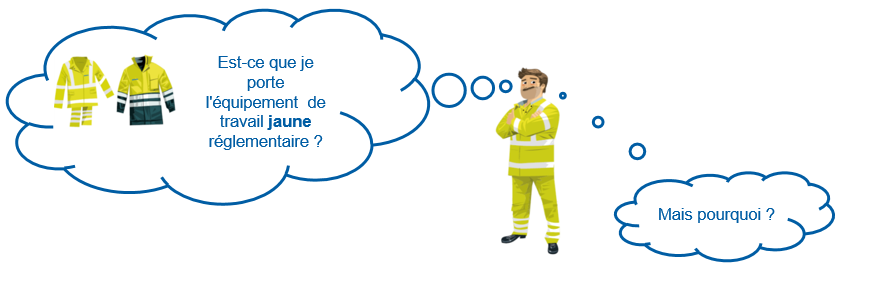 Est-ce que je
porte
l'équipement de
travail jaune
réglementaire ?
Mais pourquoi ?